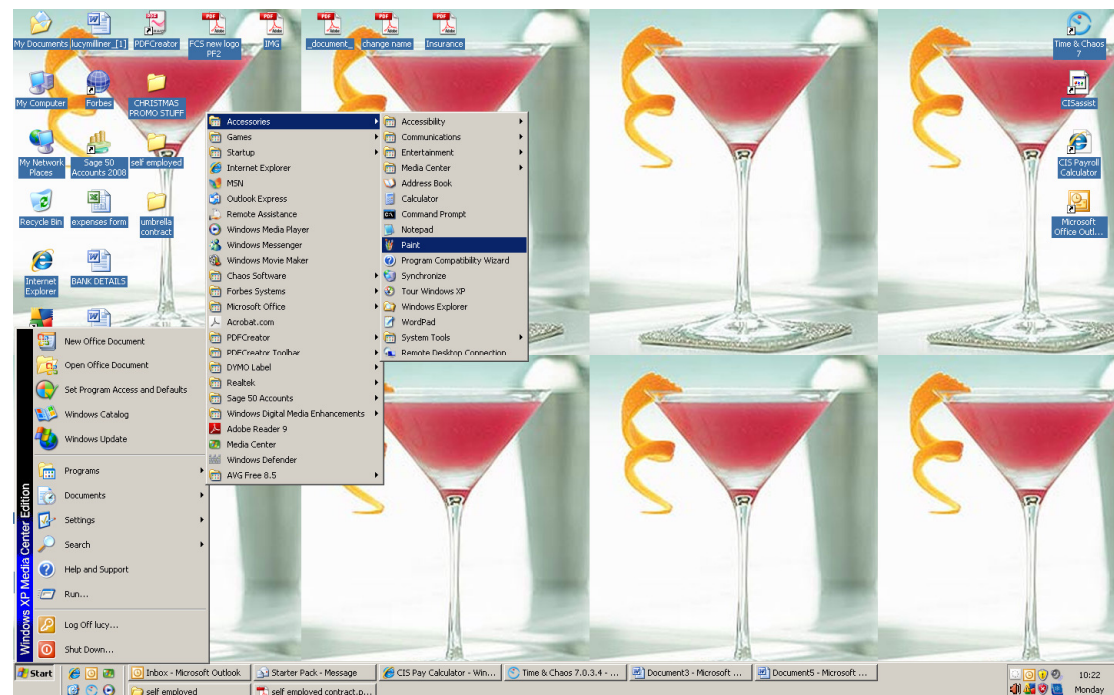 My Documents
lucymilliner_[1]
PDFCreator
FCS new logo
PF2
IMG
_document_
change name
Insurance
Time & Chaos
7
My Computer
Forbes
CHRISTMAS
PROMO STUFF
CISassist
My Network
Places
Sage 50
Accounts 2008
self employed
CIS Payroll
Calculator
Recycle Bin
expenses form
umbrella
contract
Microsoft
Office Outl...
Internet
Explorer
BANK DETAILS
Accessories
Games
Startup
Internet Explorer
MSN
Outlook Express
Remote Assistance
Windows Media Player
Windows Messenger
Windows Movie Maker
Chaos Software
Forbes Systems
Microsoft Office
Acrobat.com
PDFCreator
PDFCreator Toolbar
DYMO Label
Realtek
Sage 50 Accounts
Windows Digital Media Enhancements
Adobe Reader 9
Media Center
Windows Defender
AVG Free 8.5
Accessibility
Communications
Entertainment
Media Center
Address Book
Calculator
Command Prompt
Notepad
Paint
Program Compatibility Wizard
Synchronize
Tour Windows XP
Windows Explorer
WordPad
System Tools
Remote Desktop Connection
New Office Document
Open Office Document
Set Program Access and Defaults
Windows Catalog
Windows Update
Programs
Documents
Settings
Search
Help and Support
Run...
Log Off lucy...
Shut Down...
Windows XP Media Center Edition
Start
Inbox - Microsoft Outlook
Starter Pack - Message
CIS Pay Calculator - Win...
Time & Chaos 7.0.3.4 - ...
Document3 - Microsoft ...
Document5 - Microsoft ...
10:22
self employed
self employed contract.p...
Monday